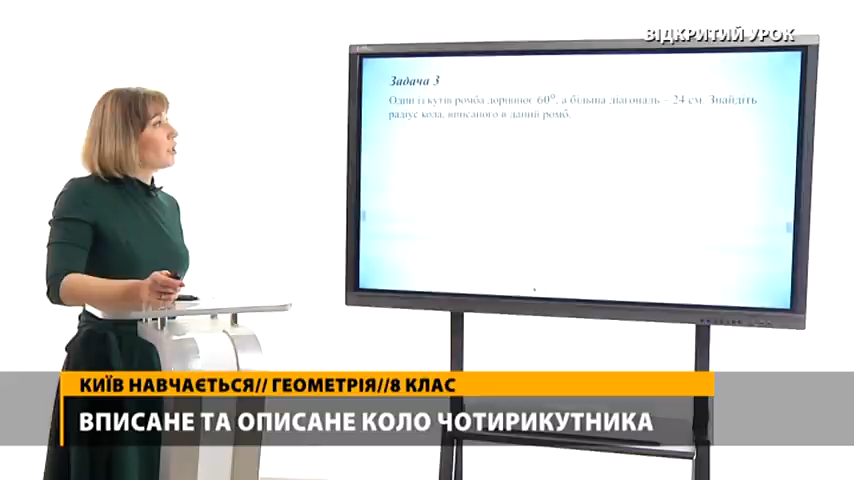 ВІДКРИТИЙ УРОК
Задача 3
Один із кутів ромба дорівнює 60°, а більша діагональ – 24 см. Знайдіть
радіус кола, вписаного в даний ромб.
КИЇВ НАВЧАЄТЬСЯ// ГЕОМЕТРІЯ//8 КЛАС
ВПИСАНЕ ТА ОПИСАНЕ КОЛО ЧОТИРИКУТНИКА